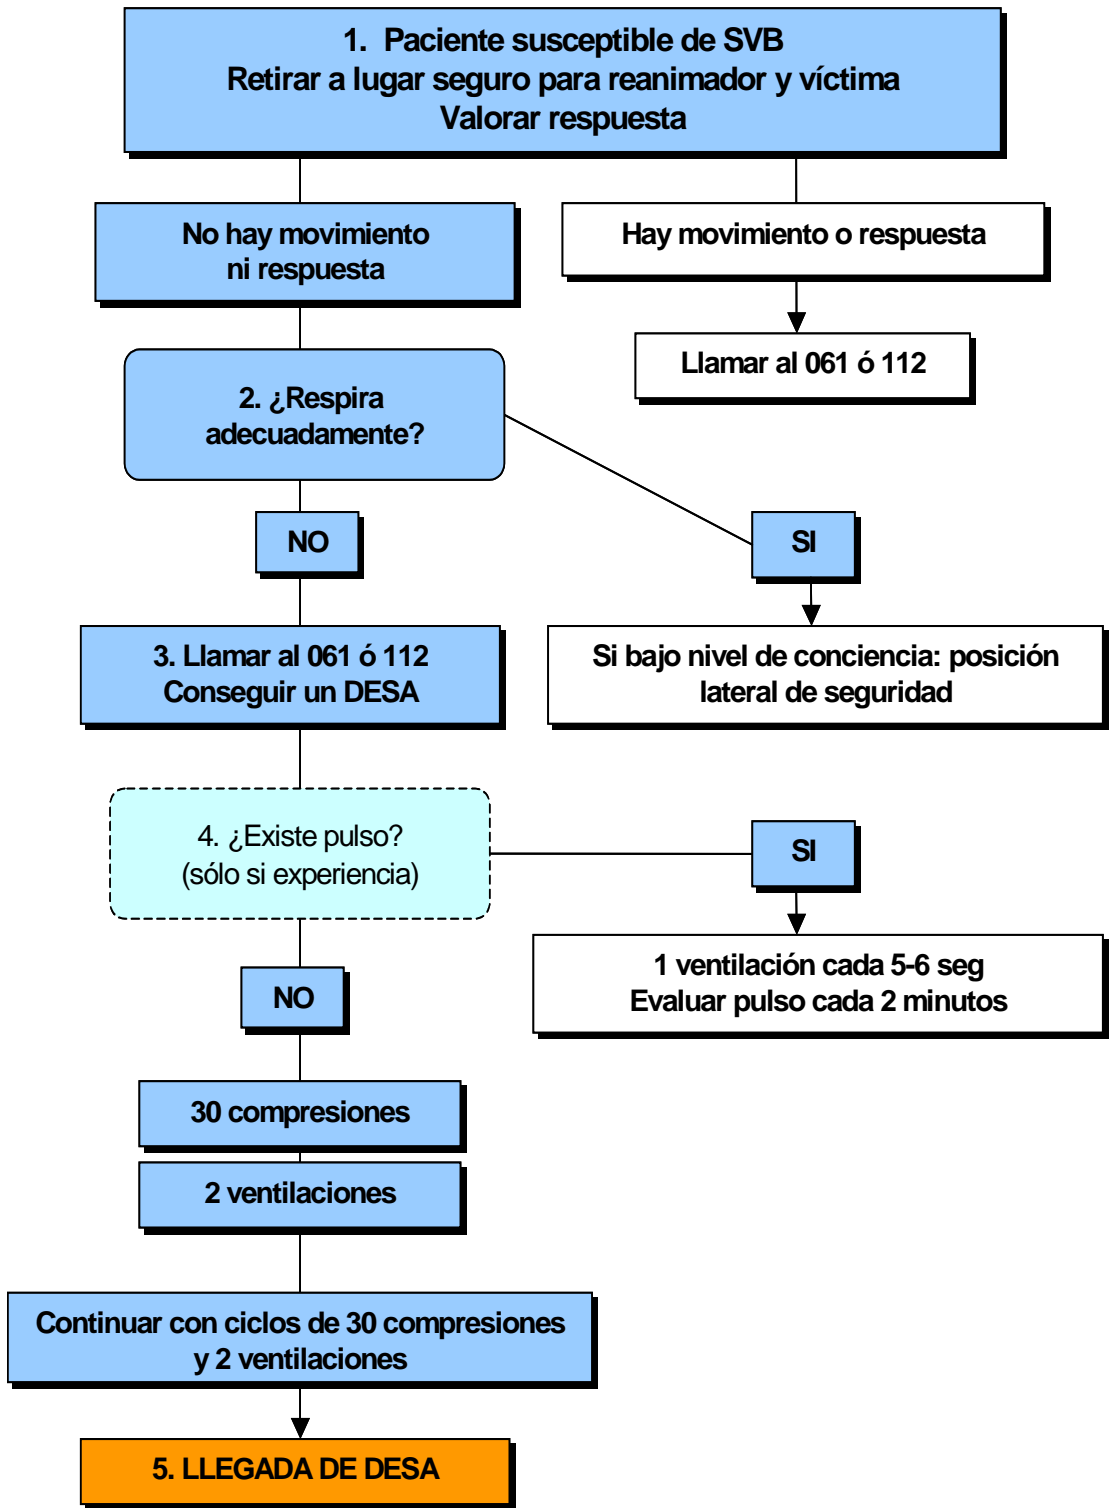 1. Paciente susceptible de SVB
Retirar a lugar seguro para reanimador y víctima
Valorar respuesta
No hay movimiento
ni respuesta
Hay movimiento o respuesta
Llamar al 061 ó 112
2. ¿Respira
adecuadamente?
NO
SI
3. Llamar al 061 ó 112
Conseguir un DESA
Si bajo nivel de conciencia: posición
lateral de seguridad
4. ¿Existe pulso?
(sólo si experiencia)
SI
1 ventilación cada 5-6 seg
Evaluar pulso cada 2 minutos
NO
30 compresiones
2 ventilaciones
Continuar con ciclos de 30 compresiones
y 2 ventilaciones
5. LLEGADA DE DESA